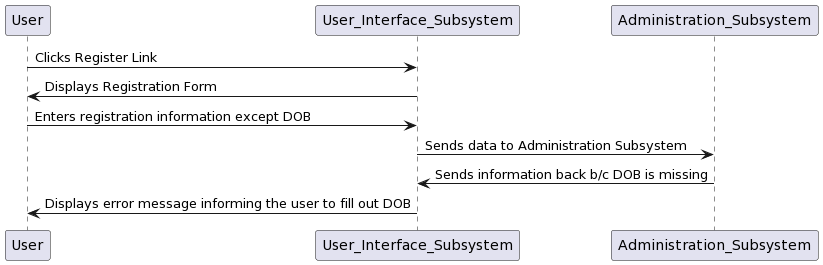 User
User_Interface_Subsystem
Administration_Subsystem
Clicks Register Link
Displays Registration Form
Enters registration information except DOB
Sends data to Administration Subsystem
Sends information back b/c DOB is missing
Displays error message informing the user to fill out DOB
User
User_Interface_Subsystem
Administration_Subsystem